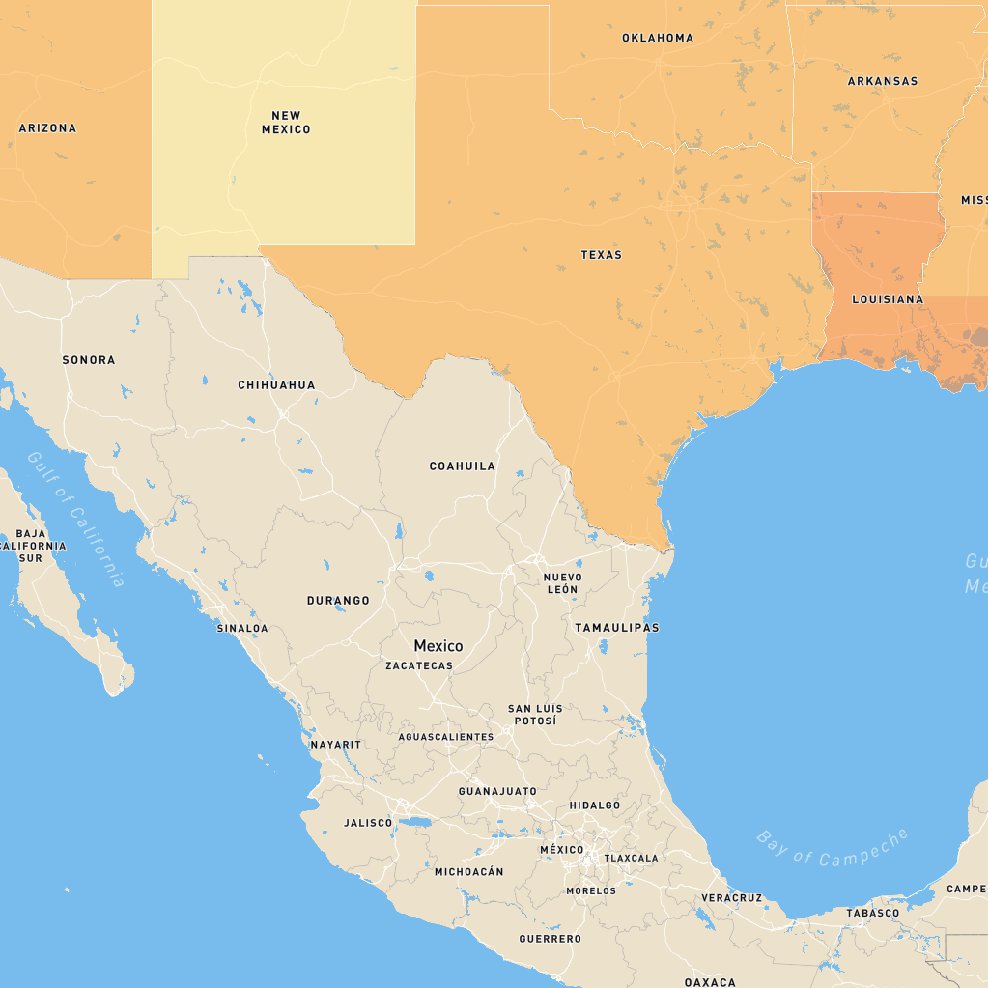 OKLAHOMA
ARKANSAS
NEW
MEXICO
ARIZONA
MISS
TEXAS
LOUISIANA
SONORA
CHIHUAHUA
COAHUILA
Gulf of California
BAJA
CALIFORNIA
SUR
Gu
Me
NUEVO
LEÓN
DURANGO
SINALOA
TAMAULIPAS
Mexico
ZACATECAS
SAN LUIS
POTOSÍ
AGUASCALIENTES
NAYARIT
GUANAJUATO
HIDALGO
JALISCO
Bay of Campeche
MÉXICO
TLAXCALA
MICHOACÁN
MORELOS
CAMPE
VERACRUZ
TABASCO
GUERRERO
OAXACA